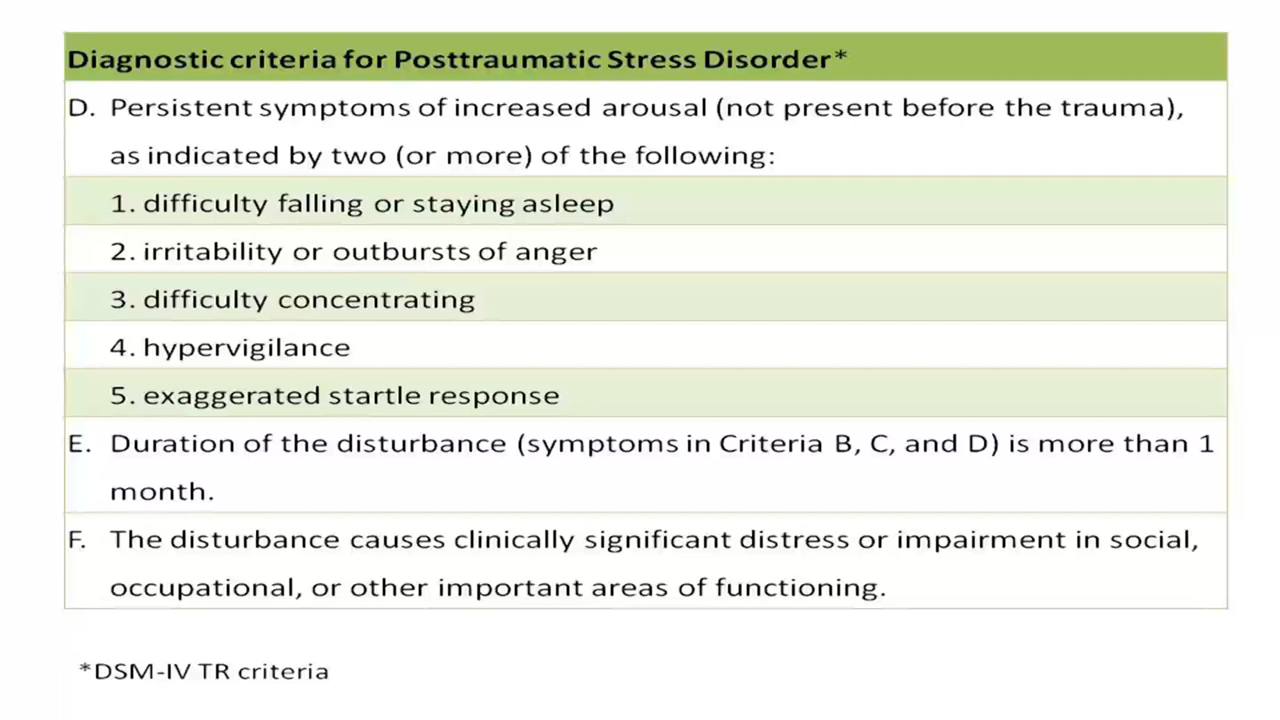 Diagnostic criteria for Posttraumatic Stress Disorder*
D. Persistent symptoms of increased arousal (not present before the trauma),
as indicated by two (or more) of the following:
1. difficulty falling or staying asleep
2. irritability or outbursts of anger
3. difficulty concentrating
4. hypervigilance
5. exaggerated startle response
E. Duration of the disturbance (symptoms in Criteria B, C, and D) is more than 1
month.
F. The disturbance causes clinically significant distress or impairment in social,
occupational, or other important areas of functioning.
*DSM-IV TR criteria